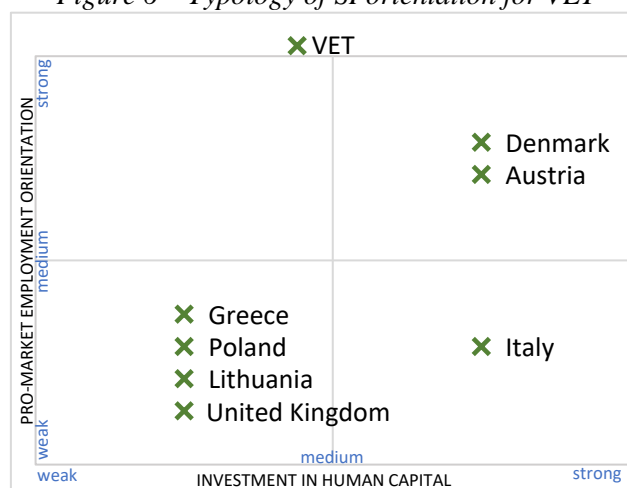 Figure – Typology of SI orientation for VET
VET
strong
Denmark
Austria
PRO-MARKET EMPLOYMENT ORIENTATION
medium
Greece
Poland
Italy
Lithuania
United Kingdom
weak
medium
weak
INVESTMENT IN HUMAN CAPITAL
strong